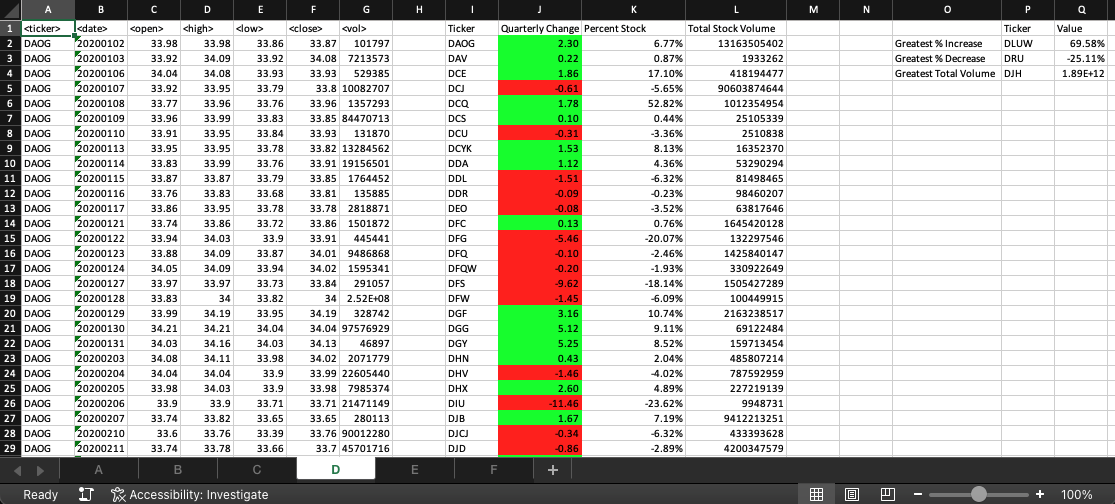 A B C D E F G H I J K L M N O P Q
1 <ticker> <date> <open> <high> <low> <close> <vol> Ticker Quarterly Change Percent Stock Total Stock Volume Ticker Value
2 DAOG 20200102 33.98 33.98 33.86 33.87 101797 DAOG 2.30 6.77% 13163505402 Greatest % Increase DLUW 69.58%
3 DAOG 20200103 33.92 34.09 33.92 34.08 7213573 DAV 0.22 0.87% 1933262 Greatest % Decrease DRU -25.11%
4 DAOG 20200106 34.04 34.08 33.93 33.93 529385 DCE 1.86 17.10% 418194477 Greatest Total Volume DJH 1.89E+12
5 DAOG 20200107 33.92 33.95 33.79 33.8 10082707 DCJ -0.61 -5.65% 90603874644
6 DAOG 20200108 33.77 33.96 33.76 33.96 1357293 DCQ 1.78 52.82% 1012354954
7 DAOG 20200109 33.96 33.99 33.83 33.85 84470713 DCS 0.10 0.44% 25105339
8 DAOG 20200110 33.91 33.95 33.84 33.93 131870 DCU -0.31 -3.36% 2510838
9 DAOG 20200113 33.95 33.95 33.78 33.82 13284562 DCYK 1.53 8.13% 16352370
10 DAOG 20200114 33.83 33.99 33.76 33.91 19156501 DDA 1.12 4.36% 53290294
11 DAOG 20200115 33.87 33.87 33.79 33.85 1764452 DDL -1.51 -6.32% 81498465
12 DAOG 20200116 33.76 33.83 33.68 33.81 135885 DDR -0.09 -0.23% 98460207
13 DAOG 20200117 33.86 33.95 33.78 33.78 2818871 DEO -0.08 -3.52% 63817646
14 DAOG 20200121 33.74 33.86 33.72 33.86 1501872 DFC 0.13 0.76% 1645420128
15 DAOG 20200122 33.94 34.03 33.9 33.91 445441 DFG -5.46 -20.07% 132297546
16 DAOG 20200123 33.88 34.09 33.87 34.01 9486868 DFQ -0.10 -2.46% 1425840147
17 DAOG 20200124 34.05 34.09 33.94 34.02 1595341 DFQW -0.20 -1.93% 330922649
18 DAOG 20200127 33.97 33.97 33.73 33.84 291057 DFS -9.62 -18.14% 1505427289
19 DAOG 20200128 33.83 34 33.82 34 2.52E+08 DFW -1.45 -6.09% 100449915
20 DAOG 20200129 33.99 34.19 33.95 34.19 328742 DGF 3.16 10.74% 2163238517
21 DAOG 20200130 34.21 34.21 34.04 34.04 97576929 DGG 5.12 9.11% 69122484
22 DAOG 20200131 34.03 34.16 34.03 34.13 46897 DGY 5.25 8.52% 159713454
23 DAOG 20200203 34.08 34.11 33.98 34.02 2071779 DHN 0.43 2.04% 485807214
24 DAOG 20200204 34.04 34.04 33.9 33.99 22605440 DHV -1.46 -4.02% 787592959
25 DAOG 20200205 33.98 34.03 33.9 33.98 7985374 DHX 2.60 4.89% 227219139
26 DAOG 20200206 33.9 33.9 33.71 33.71 21471149 DIU -11.46 -23.62% 9948731
27 DAOG 20200207 33.74 33.82 33.65 33.65 280113 DJB 1.67 7.19% 9412213251
28 DAOG 20200210 33.6 33.76 33.39 33.76 90012280 DJCJ -0.34 -6.32% 433393628
29 DAOG 20200211 33.74 33.78 33.66 33.7 45701716 DJD -0.86 -2.89% 4200347579
A B C D E F +
Ready Accessibility: Investigate - + 100%